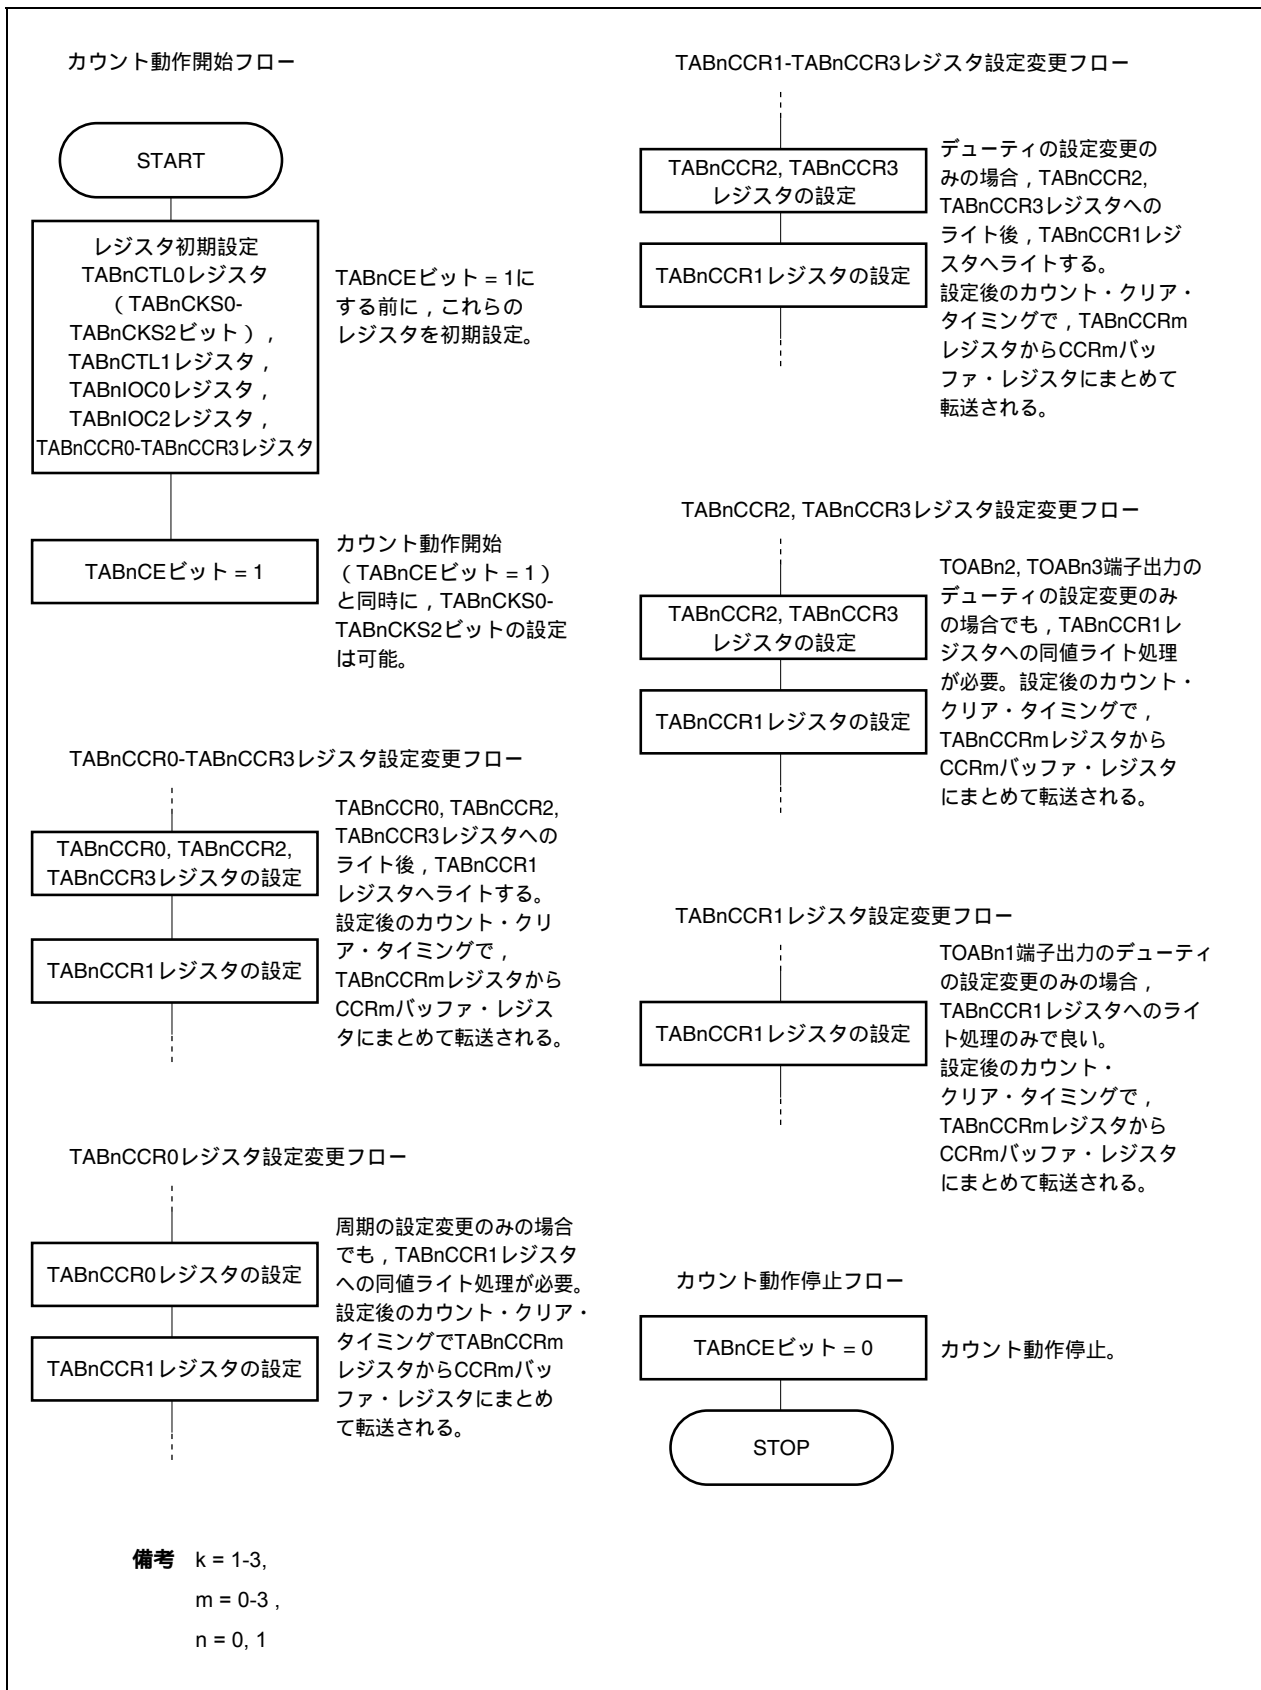 カウント動作開始フロー
START
レジスタ初期設定
TABnCTL0レジスタ
（TABnCKS0-
TABnCKS2ビット），
TABnCTL1レジスタ，
TABnIOC0レジスタ，
TABnIOC2レジスタ，
TABnCCR0-TABnCCR3レジスタ
TABnCEビット = 1に
する前に，これらの
レジスタを初期設定。
TABnCEビット = 1
カウント動作開始
（TABnCEビット = 1）
と同時に，TABnCKS0-
TABnCKS2ビットの設定
は可能。
TABnCCR0-TABnCCR3レジスタ設定変更フロー
TABnCCR0, TABnCCR2,
TABnCCR3レジスタの設定
TABnCCR1レジスタの設定
TABnCCR0, TABnCCR2,
TABnCCR3レジスタへの
ライト後，TABnCCR1
レジスタへライトする。
設定後のカウント・クリ
ア・タイミングで，
TABnCCRmレジスタから
CCRmバッファ・レジス
タにまとめて転送される。
TABnCCR0レジスタ設定変更フロー
TABnCCR0レジスタの設定
TABnCCR1レジスタの設定
周期の設定変更のみの場合
でも，TABnCCR1レジスタ
への同値ライト処理が必要。
設定後のカウント・クリア・
タイミングでTABnCCRm
レジスタからCCRmバッ
ファ・レジスタにまとめ
て転送される。
TABnCCR1-TABnCCR3レジスタ設定変更フロー
TABnCCR2, TABnCCR3
レジスタの設定
TABnCCR1レジスタの設定
デューティの設定変更の
みの場合，TABnCCR2,
TABnCCR3レジスタへの
ライト後，TABnCCR1レジ
スタへライトする。
設定後のカウント・クリア・
タイミングで，TABnCCRm
レジスタからCCRmバッ
ファ・レジスタにまとめて
転送される。
TABnCCR2, TABnCCR3レジスタ設定変更フロー
TABnCCR2, TABnCCR3
レジスタの設定
TABnCCR1レジスタの設定
TOABn2, TOABn3端子出力の
デューティの設定変更のみ
の場合でも，TABnCCR1レ
ジスタへの同値ライト処理
が必要。設定後のカウント・
クリア・タイミングで，
TABnCCRmレジスタから
CCRmバッファ・レジスタ
にまとめて転送される。
TABnCCR1レジスタ設定変更フロー
TABnCCR1レジスタの設定
TOABn1端子出力のデューティ
の設定変更のみの場合，
TABnCCR1レジスタへのライ
ト処理のみで良い。
設定後のカウント・
クリア・タイミングで，
TABnCCRmレジスタから
CCRmバッファ・レジスタ
にまとめて転送される。
カウント動作停止フロー
TABnCEビット = 0
カウント動作停止。
STOP
備考 k = 1-3,
m = 0-3，
n = 0, 1